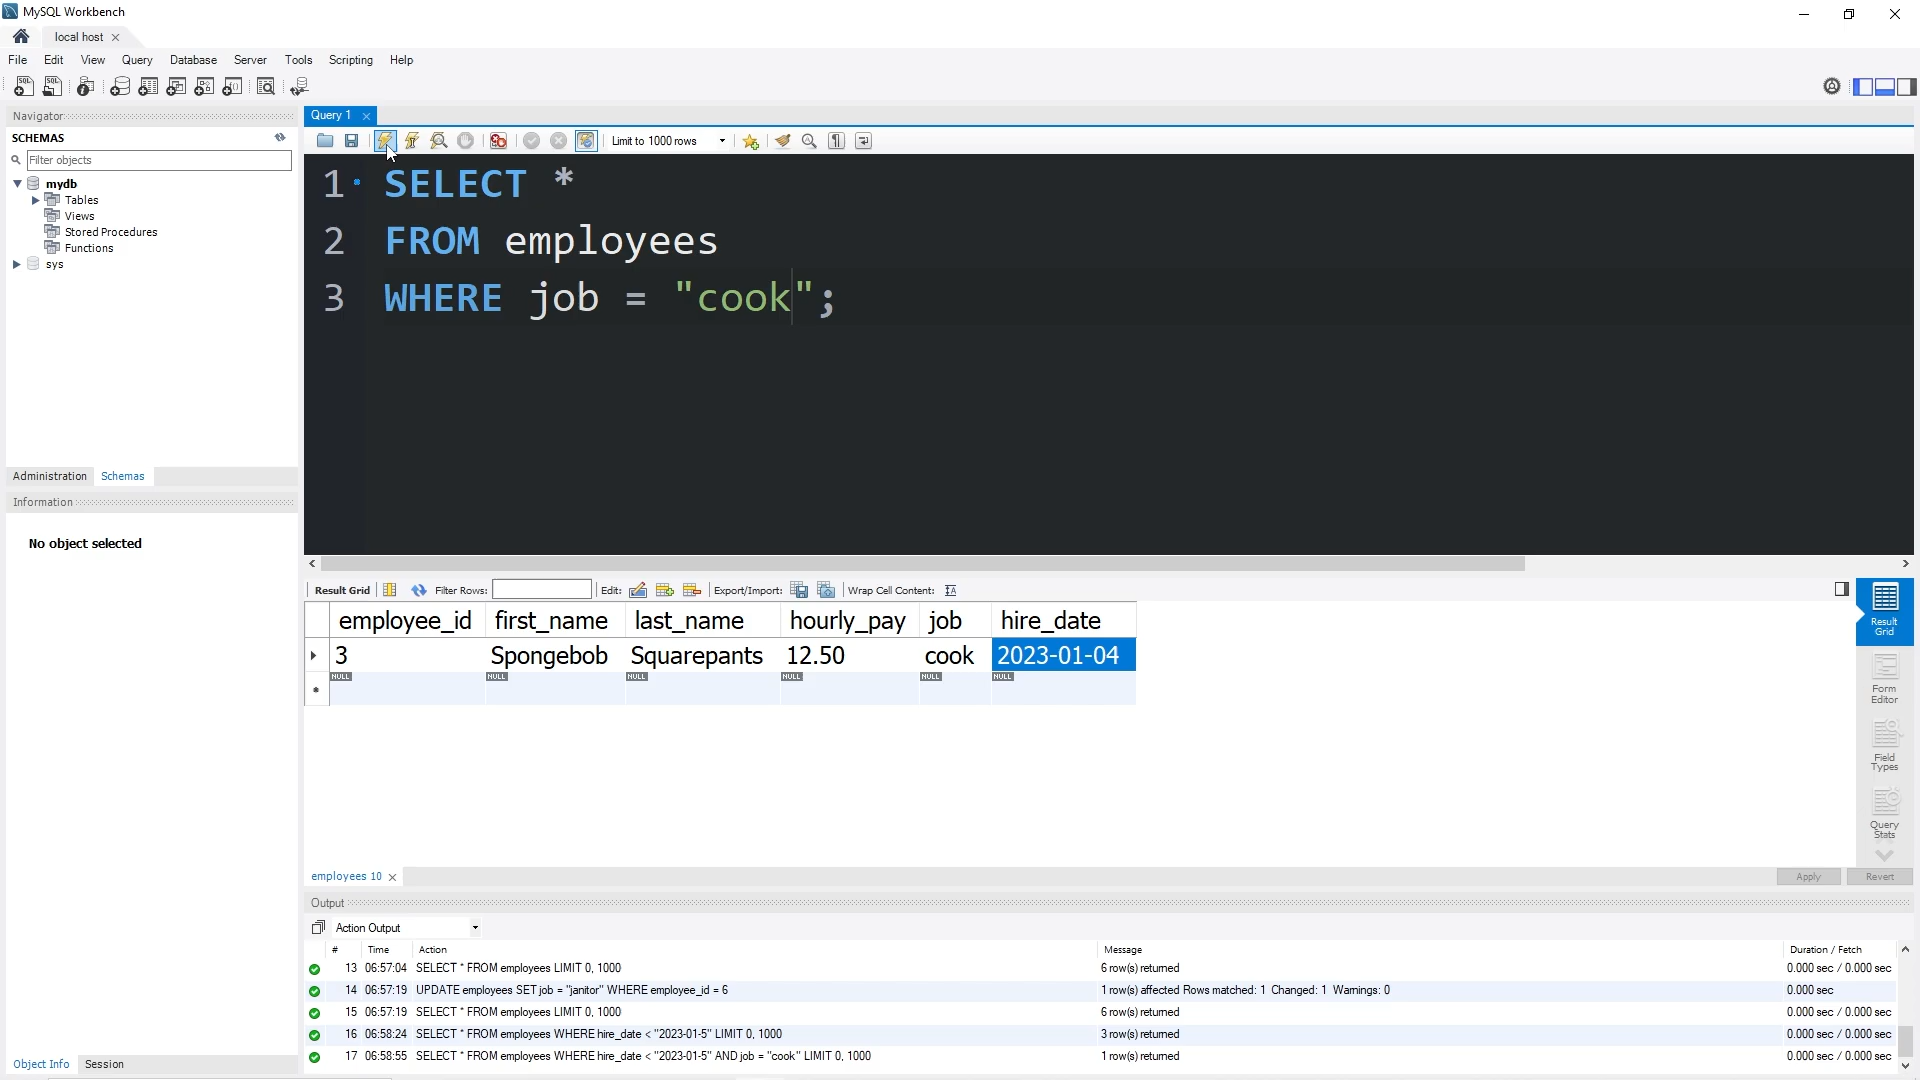 MySQL Workbench
local host
File Edit View Query Database Server Tools Scripting Help
Navigator
SCHEMAS
Filter objects
mydb
Tables
Views
Stored Procedures
Functions
sys
Administration Schemas
Information
No object selected
Object Info Session
Query 1
Limit to 1000 rows
1 SELECT *
2 FROM employees
3 WHERE job = "cook";
Result Grid Filter Rows: Edit: Export/Import: Wrap Cell Content:
employee_id first_name last_name hourly_pay job hire_date
3 Spongebob Squarepants 12.50 cook 2023-01-04
NULL NULL NULL NULL NULL NULL
Result
Grid
Form
Editor
Field
Types
Query
Stats
employees 10
Apply Revert
Output
Action Output
# Time Action Message Duration / Fetch
13 06:57:04 SELECT * FROM employees LIMIT 0, 1000 6 row(s) returned 0.000 sec / 0.000 sec
14 06:57:19 UPDATE employees SET job = "janitor" WHERE employee_id = 6 1 row(s) affected Rows matched: 1 Changed: 1 Warnings: 0 0.000 sec
15 06:57:19 SELECT * FROM employees LIMIT 0, 1000 6 row(s) returned 0.000 sec / 0.000 sec
16 06:58:24 SELECT * FROM employees WHERE hire_date < "2023-01-5" LIMIT 0, 1000 3 row(s) returned 0.000 sec / 0.000 sec
17 06:58:55 SELECT * FROM employees WHERE hire_date < "2023-01-5" AND job = "cook" LIMIT 0, 1000 1 row(s) returned 0.000 sec / 0.000 sec